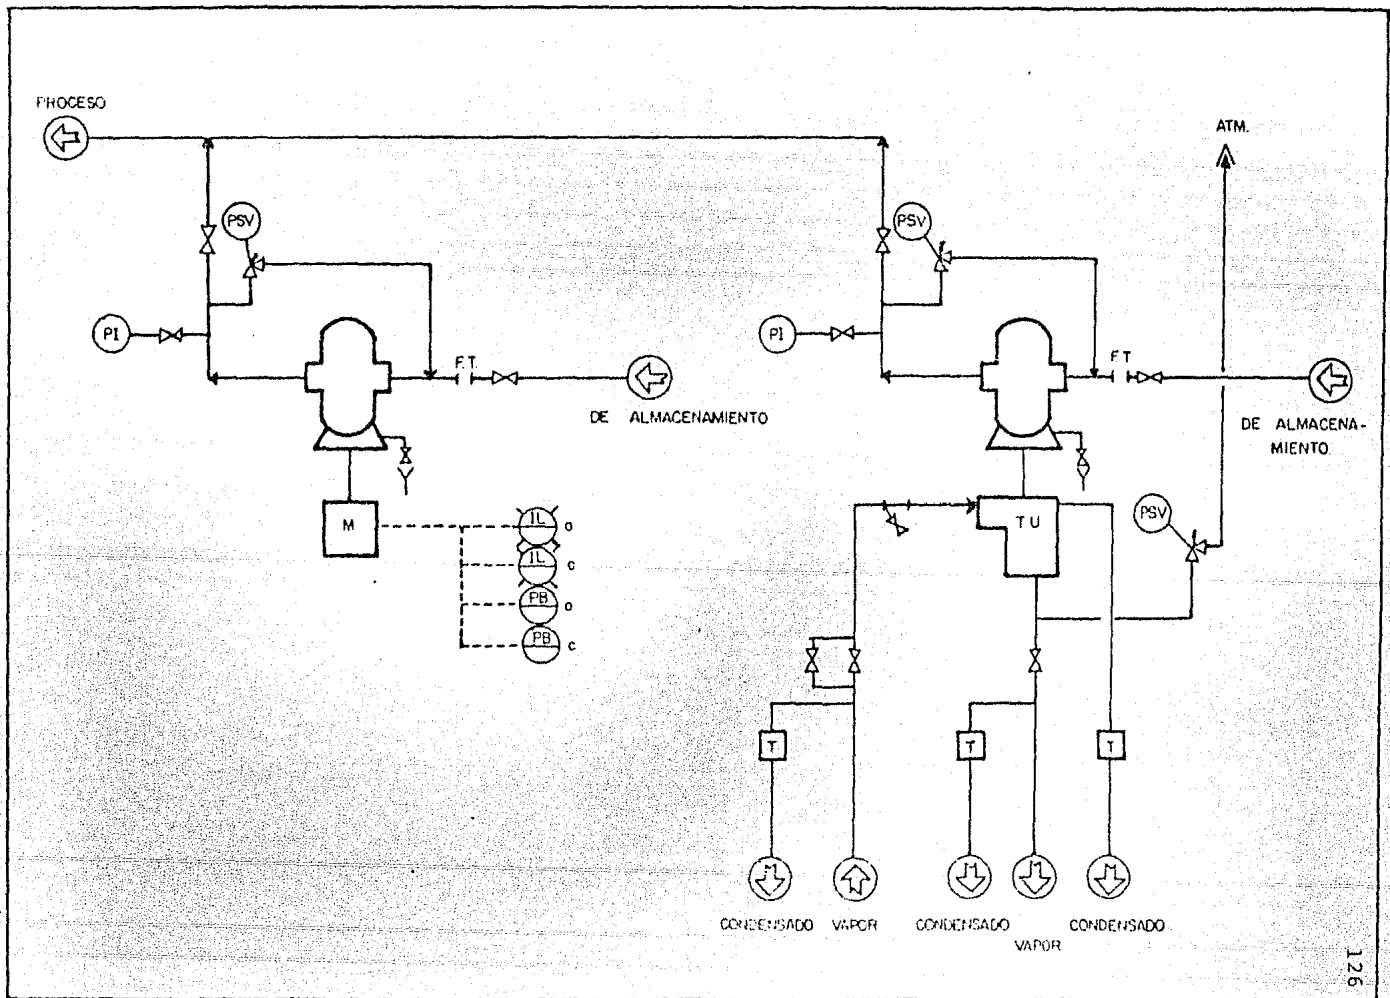 PROCESO
ATM.
PSV
PSV
PI
PI
F.T.
F.T.
DE ALMACENAMIENTO
DE ALMACENA-
MIENTO.
M
IL O
IL C
PB O
PB C
TU
PSV
T
T
T
CONDENSADO
VAPOR
CONDENSADO
VAPOR
CONDENSADO
126